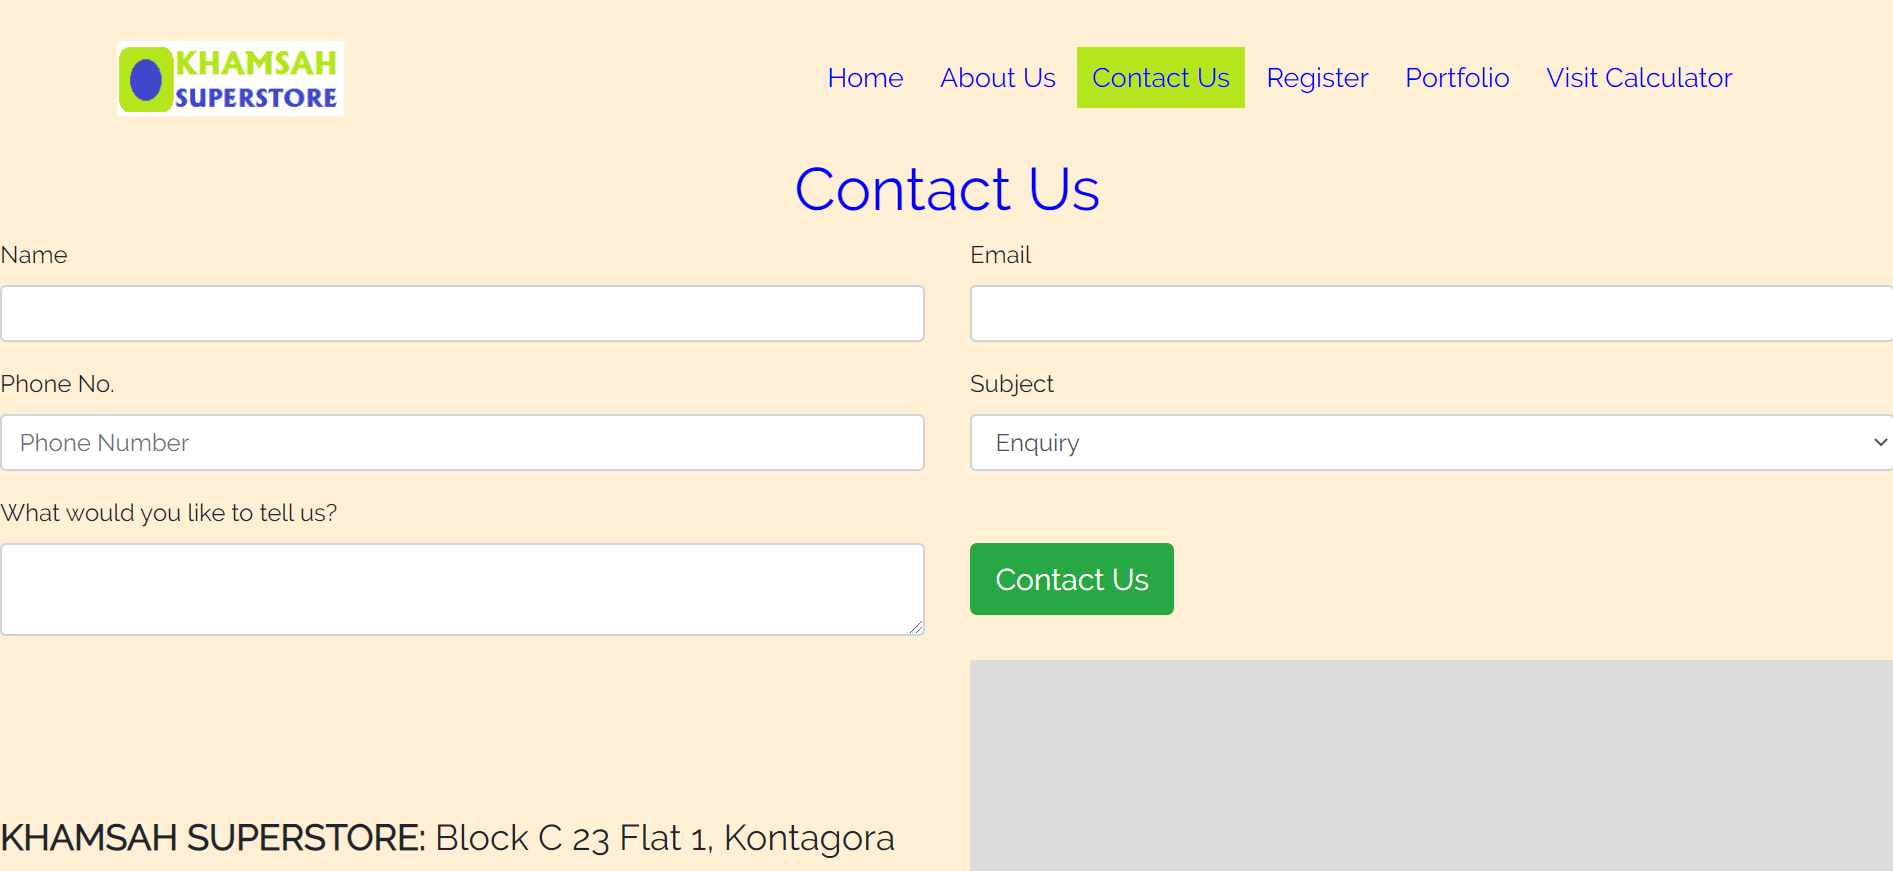 KHAMSAH
SUPERSTORE
Home About Us Contact Us Register Portfolio Visit Calculator
Contact Us
Name Email
Phone No. Subject
Phone Number Enquiry
What would you like to tell us?
Contact Us
KHAMSAH SUPERSTORE: Block C 23 Flat 1, Kontagora